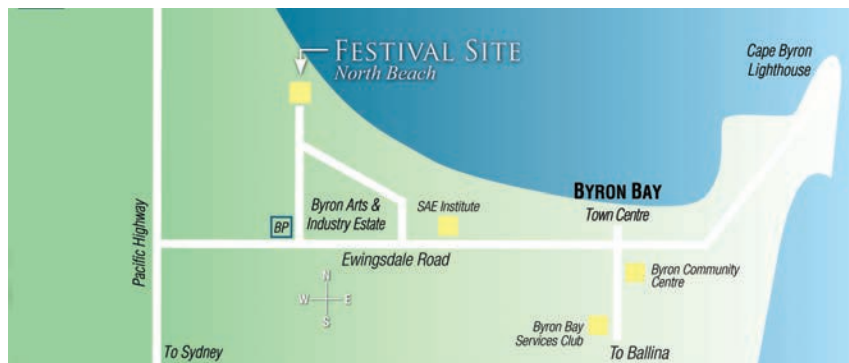 FESTIVAL SITE
North Beach
Cape Byron
Lighthouse
BYRON BAY
Town Centre
Byron Arts &
Industry Estate
SAE Institute
BP
Pacific Highway
Ewingsdale Road
N
W E
S
Byron Community
Centre
Byron Bay
Services Club
To Sydney
To Ballina